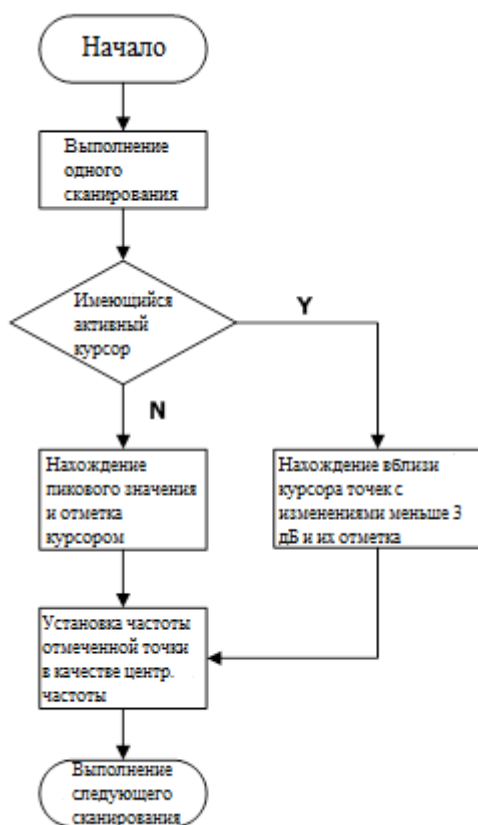 Начало
Выполнение
одного
сканирования
Имеющийся
активный
курсор
Y
N
Нахождение
пикового значения
и отметка
курсором
Нахождение вблизи
курсора точек с
изменениями меньше 3
дБ и их отметка
Установка частоты
отмеченной точки
в качестве центр.
частоты
Выполнение
следующего
сканирования